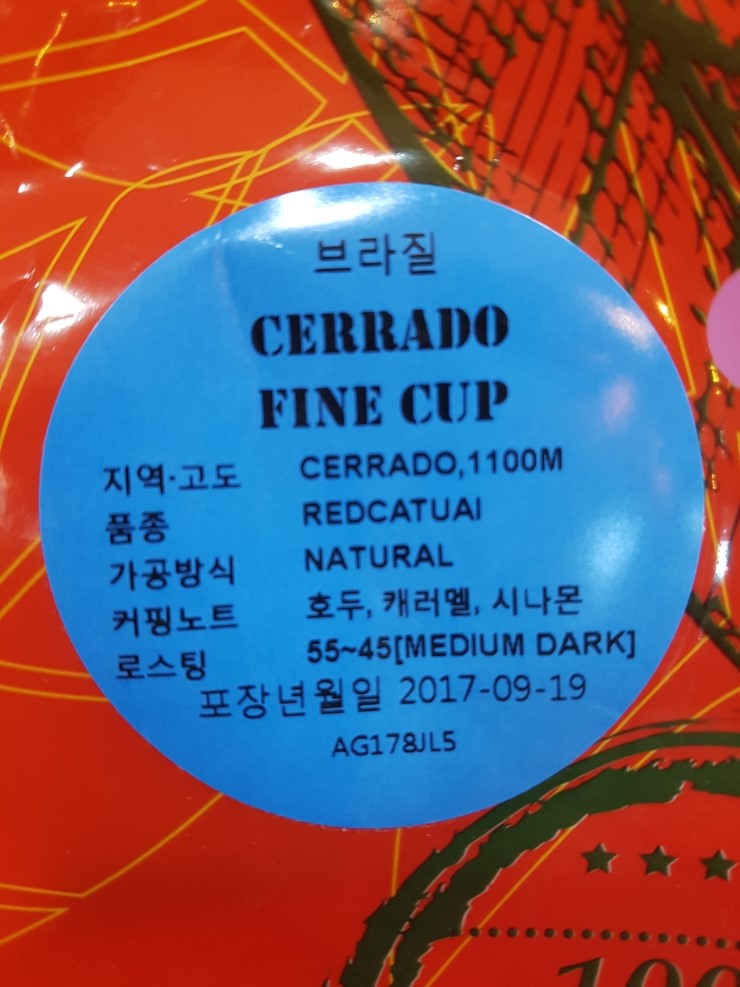 브라질
CERRADO
FINE CUP
지역·고도 CERRADO,1100M
품종 REDCATUAI
가공방식 NATURAL
커핑노트 호두, 캐러멜, 시나몬
로스팅 55~45[MEDIUM DARK]
포장년월일 2017-09-19
AG178JL5